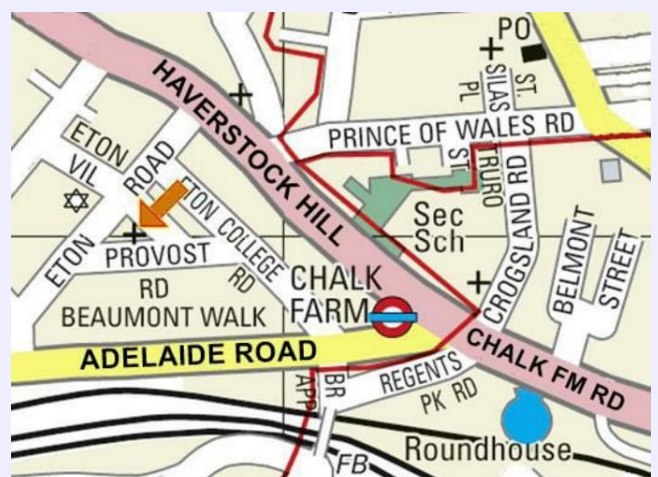 PO
HAVERSTOCK HILL
ST. SILAS PL
PRINCE OF WALES RD
ETON VIL
ETON ROAD
TRURO ST
CROGSLAND RD
Sec
Sch
BELMONT STREET
ETON COLLEGE RD
PROVOST
RD
CHALK
FARM
BEAUMONT WALK
ADELAIDE ROAD
CHALK FM RD
REGENTS
PK RD
BR APP
Roundhouse
FB